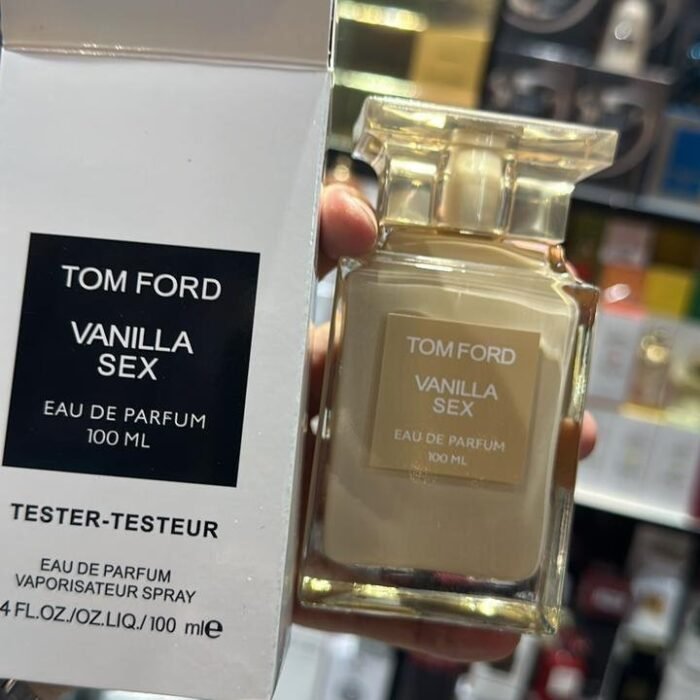 TOM FORD
VANILLA
SEX
EAU DE PARFUM
100 ML
TESTER-TESTEUR
EAU DE PARFUM
VAPORISATEUR SPRAY
4 FL.OZ./OZ.LIQ./100 ml℮
TOM FORD
VANILLA
SEX
EAU DE PARFUM
100 ML